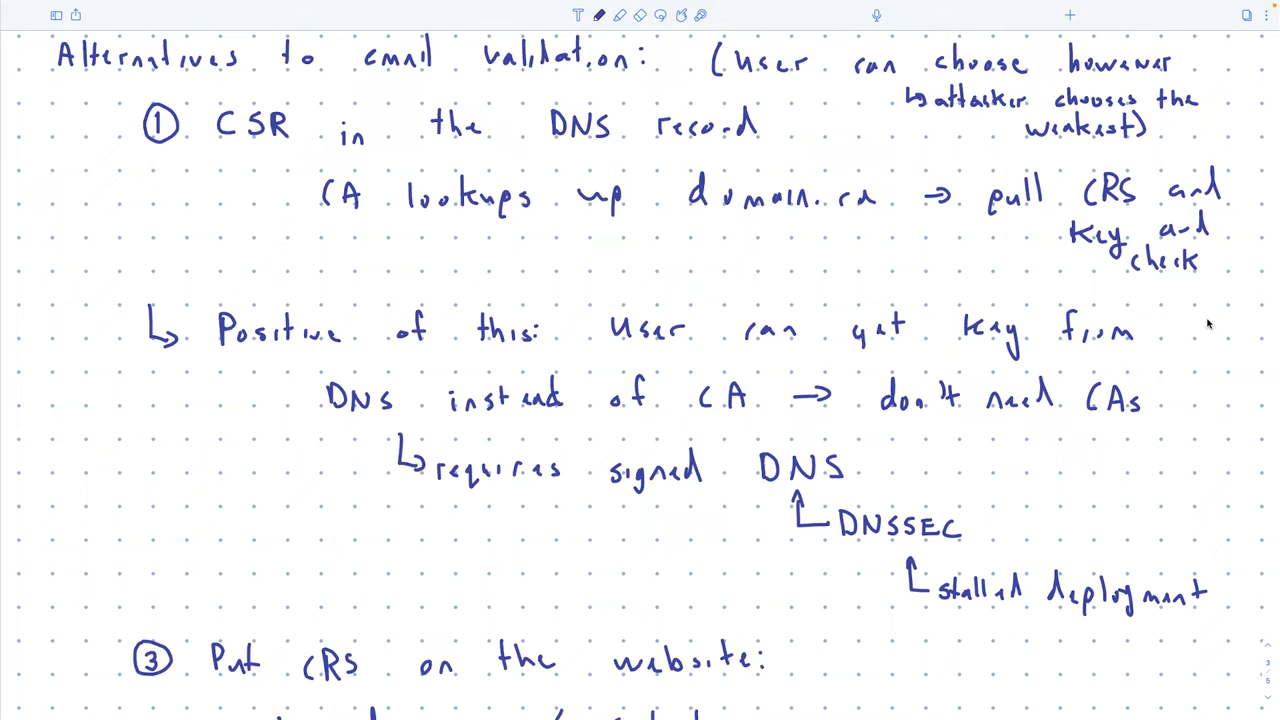 Alternatives to email validation: (User can choose however
↳ attacker chooses the
weakest)
① CSR in the DNS record
CA lookups up domain.ca → pull CRS and
key and
check
↳ Positive of this: User can get key from
DNS instead of CA → don't need CAs
↳ requires signed DNS
DNSSEC
stalled deployment
③ Put CRS on the website:
3
5